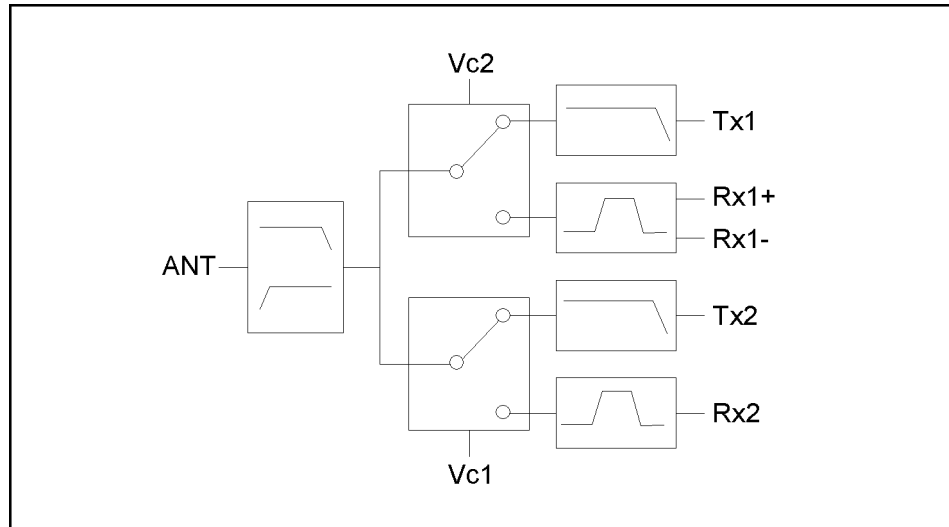 Vc2
Tx1
Rx1+
Rx1-
ANT
Tx2
Rx2
Vc1